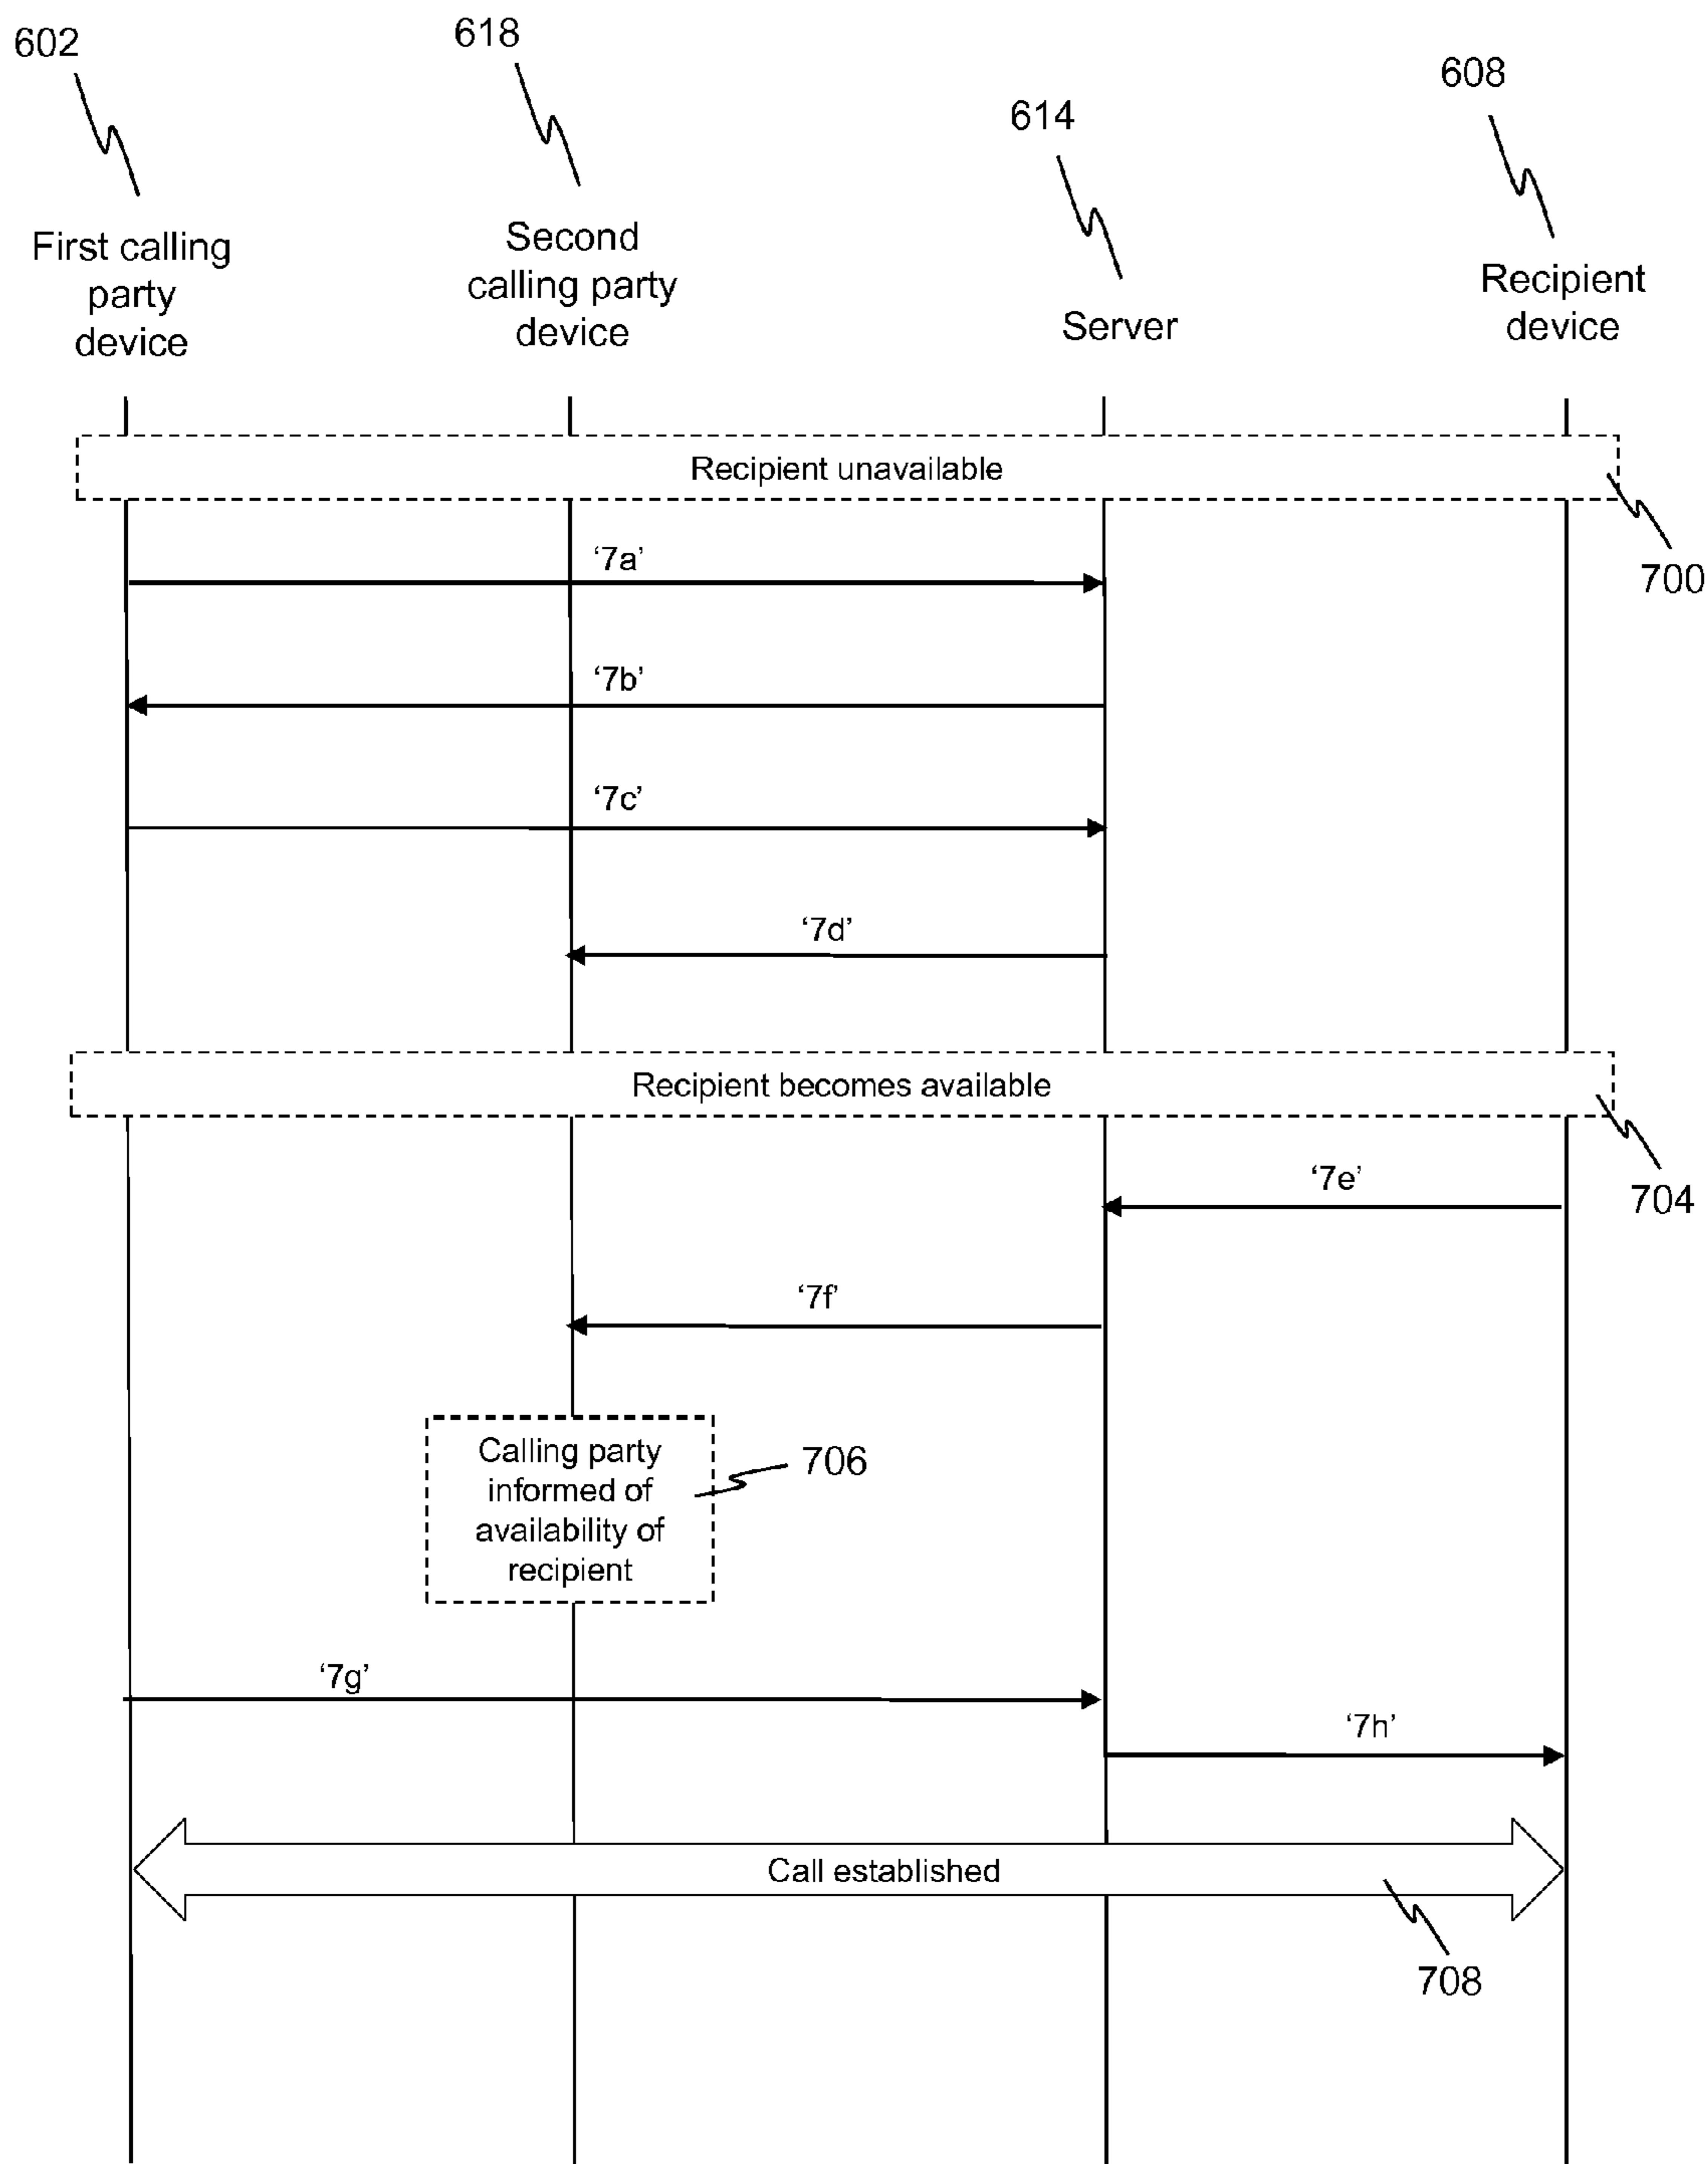 602
618
614
608
First calling
party
device
Second
calling party
device
Server
Recipient
device
Recipient unavailable
700
‘7a’
‘7b’
‘7c’
‘7d’
Recipient becomes available
704
‘7e’
‘7f’
Calling party
informed of
availability of
recipient
706
‘7g’
‘7h’
Call established
708